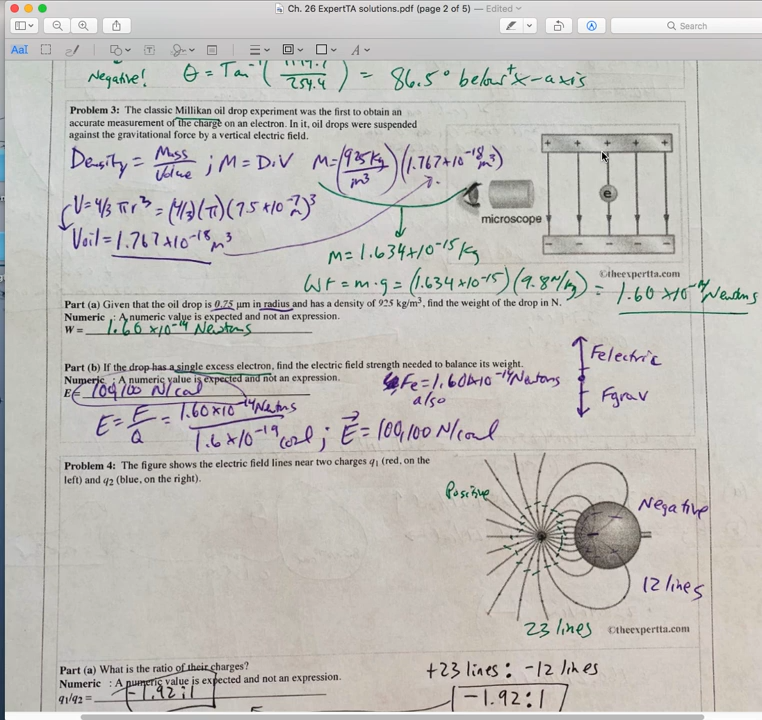 Ch. 26 ExpertTA solutions.pdf (page 2 of 5) — Edited
Search
AaI
Negative! θ = Tan⁻¹ ( / 254.4 ) = 86.5° below + x-axis
Problem 3: The classic Millikan oil drop experiment was the first to obtain an
accurate measurement of the charge on an electron. In it, oil drops were suspended
against the gravitational force by a vertical electric field.
Density = Mass / Volume ; M = D·V M = (925 kg / m³)(1.767×10⁻¹⁸ m³)
V = 4/3 πr³ = (4/3)(π)(7.5×10⁻⁷ m)³
Voil = 1.767×10⁻¹⁸ m³
+ + + + +
e
microscope
− − − − −
M = 1.634×10⁻¹⁵ kg
©theexpertta.com
Wt = m·g = (1.634×10⁻¹⁵)(9.8 N/kg) = 1.60×10⁻¹⁴ Newtons
Part (a) Given that the oil drop is 0.75 μm in radius and has a density of 925 kg/m³, find the weight of the drop in N.
Numeric : A numeric value is expected and not an expression.
W = 1.60×10⁻¹⁴ Newtons
Part (b) If the drop has a single excess electron, find the electric field strength needed to balance its weight.
Numeric : A numeric value is expected and not an expression.
E = 100,100 N/coul
Fe = 1.60×10⁻¹⁴ Newtons
also
Felectric
Fgrav
E = F / Q = 1.60×10⁻¹⁴ Newtons / 1.6×10⁻¹⁹ coul ; E = 100,100 N/coul
Problem 4: The figure shows the electric field lines near two charges q1 (red, on the
left) and q2 (blue, on the right).
Positive
Negative
12 lines
23 lines
©theexpertta.com
Part (a) What is the ratio of their charges?
Numeric : A numeric value is expected and not an expression.
q1/q2 = -1.92:1
+23 lines : -12 lines
-1.92:1